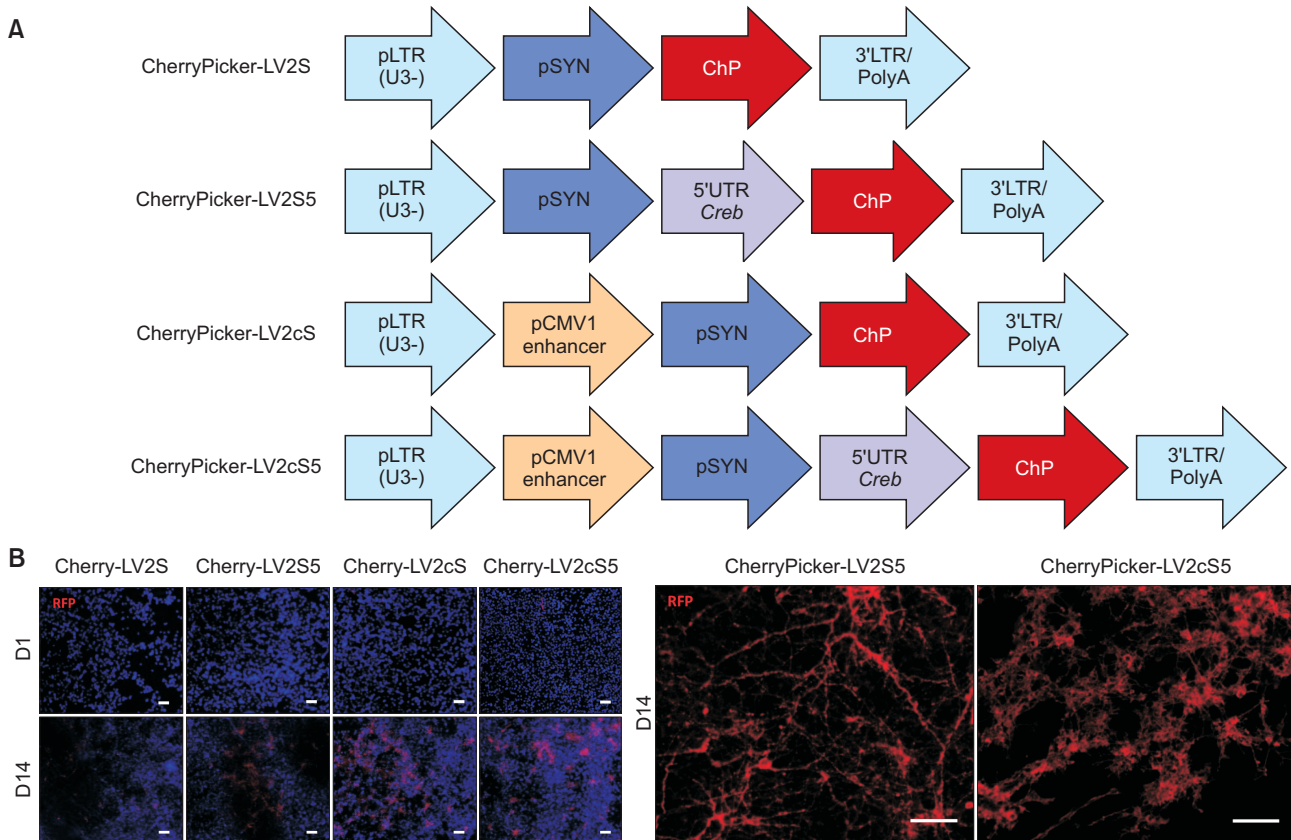 A
CherryPicker-LV2S
pLTR
(U3-)
pSYN
ChP
3'LTR/
PolyA
CherryPicker-LV2S5
pLTR
(U3-)
pSYN
5'UTR
Creb
ChP
3'LTR/
PolyA
CherryPicker-LV2cS
pLTR
(U3-)
pCMV1
enhancer
pSYN
ChP
3'LTR/
PolyA
CherryPicker-LV2cS5
pLTR
(U3-)
pCMV1
enhancer
pSYN
5'UTR
Creb
ChP
3'LTR/
PolyA
B
Cherry-LV2S
Cherry-LV2S5
Cherry-LV2cS
Cherry-LV2cS5
CherryPicker-LV2S5
CherryPicker-LV2cS5
D1
RFP
D14
D14
RFP